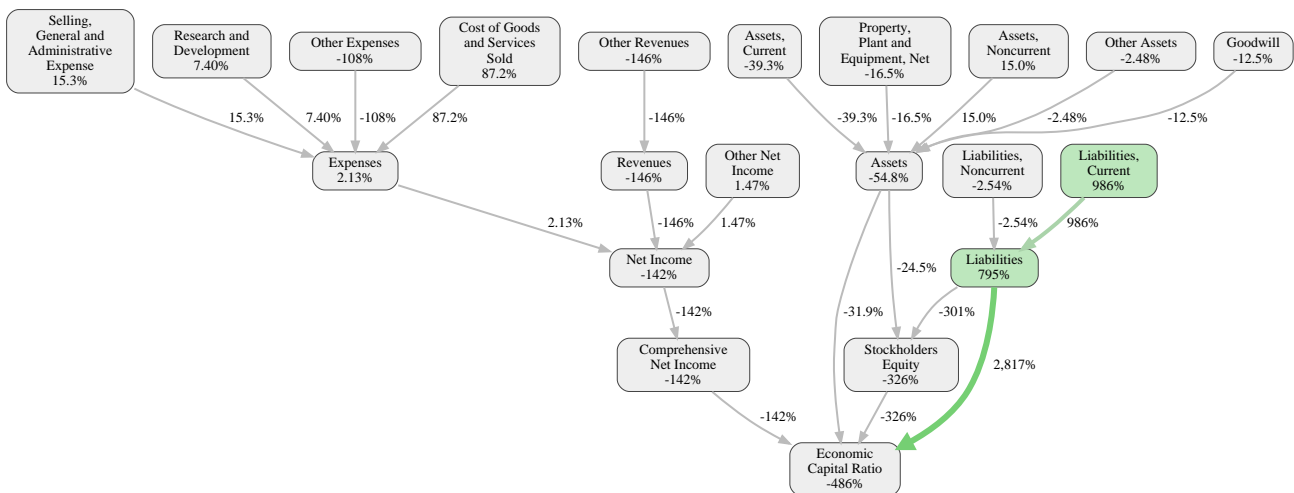 Selling,
General and
Administrative
Expense
15.3%
Research and
Development
7.40%
Other Expenses
-108%
Cost of Goods
and Services
Sold
87.2%
Other Revenues
-146%
Assets,
Current
-39.3%
Property,
Plant and
Equipment, Net
-16.5%
Assets,
Noncurrent
15.0%
Other Assets
-2.48%
Goodwill
-12.5%
15.3%
7.40%
-108%
87.2%
-146%
-39.3%
-16.5%
15.0%
-2.48%
-12.5%
Expenses
2.13%
Revenues
-146%
Other Net
Income
1.47%
Assets
-54.8%
Liabilities,
Noncurrent
-2.54%
Liabilities,
Current
986%
2.13%
-146%
1.47%
-24.5%
-2.54%
986%
Net Income
-142%
Liabilities
795%
-142%
-31.9%
-301%
Comprehensive
Net Income
-142%
Stockholders
Equity
-326%
2,817%
-142%
-326%
Economic
Capital Ratio
-486%